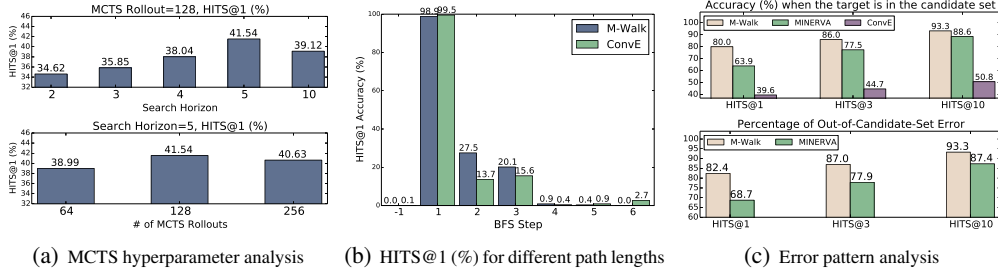 MCTS Rollout=128, HITS@1 (%)
HITS@1 (%)
46
44
42
40
38
36
34
32
34.62
35.85
38.04
41.54
39.12
2 3 4 5 10
Search Horizon
Search Horizon=5, HITS@1 (%)
HITS@1 (%)
46
44
42
40
38
36
34
32
38.99
41.54
40.63
64 128 256
# of MCTS Rollouts
(a) MCTS hyperparameter analysis
HITS@1 Accuracy (%)
100
80
60
40
20
0
M-Walk
ConvE
0.0 0.1
98.9 99.5
27.5 13.7
20.1 15.6
0.9 0.4
0.4 0.9
0.0 2.7
-1 1 2 3 4 5 6
BFS Step
(b) HITS@1 (%) for different path lengths
Accuracy (%) when the target is in the candidate set
M-Walk MINERVA ConvE
100
90
80
70
60
50
40
80.0 63.9 39.6
86.0 77.5 44.7
93.3 88.6 50.8
HITS@1 HITS@3 HITS@10
Percentage of Out-of-Candidate-Set Error
M-Walk MINERVA
100
95
90
85
80
75
70
65
60
82.4 68.7
87.0 77.9
93.3 87.4
HITS@1 HITS@3 HITS@10
(c) Error pattern analysis